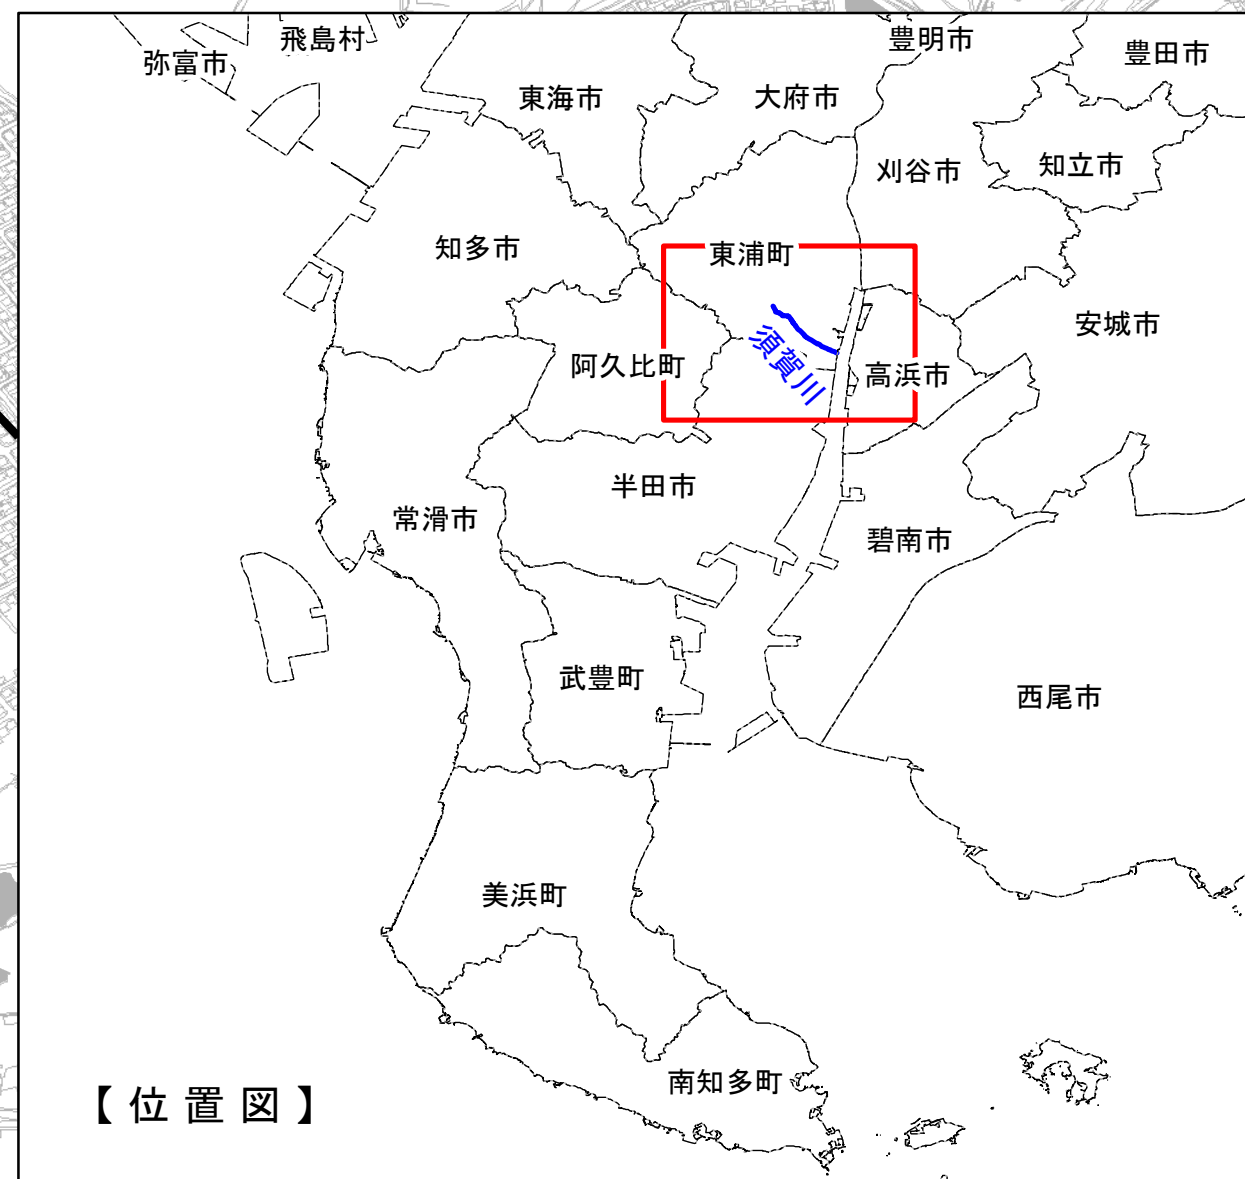 飛島村
弥富市
豊明市
豊田市
東海市
大府市
刈谷市
知立市
知多市
東浦町
安城市
須賀川
阿久比町
高浜市
半田市
常滑市
碧南市
武豊町
西尾市
美浜町
南知多町
【位置図】